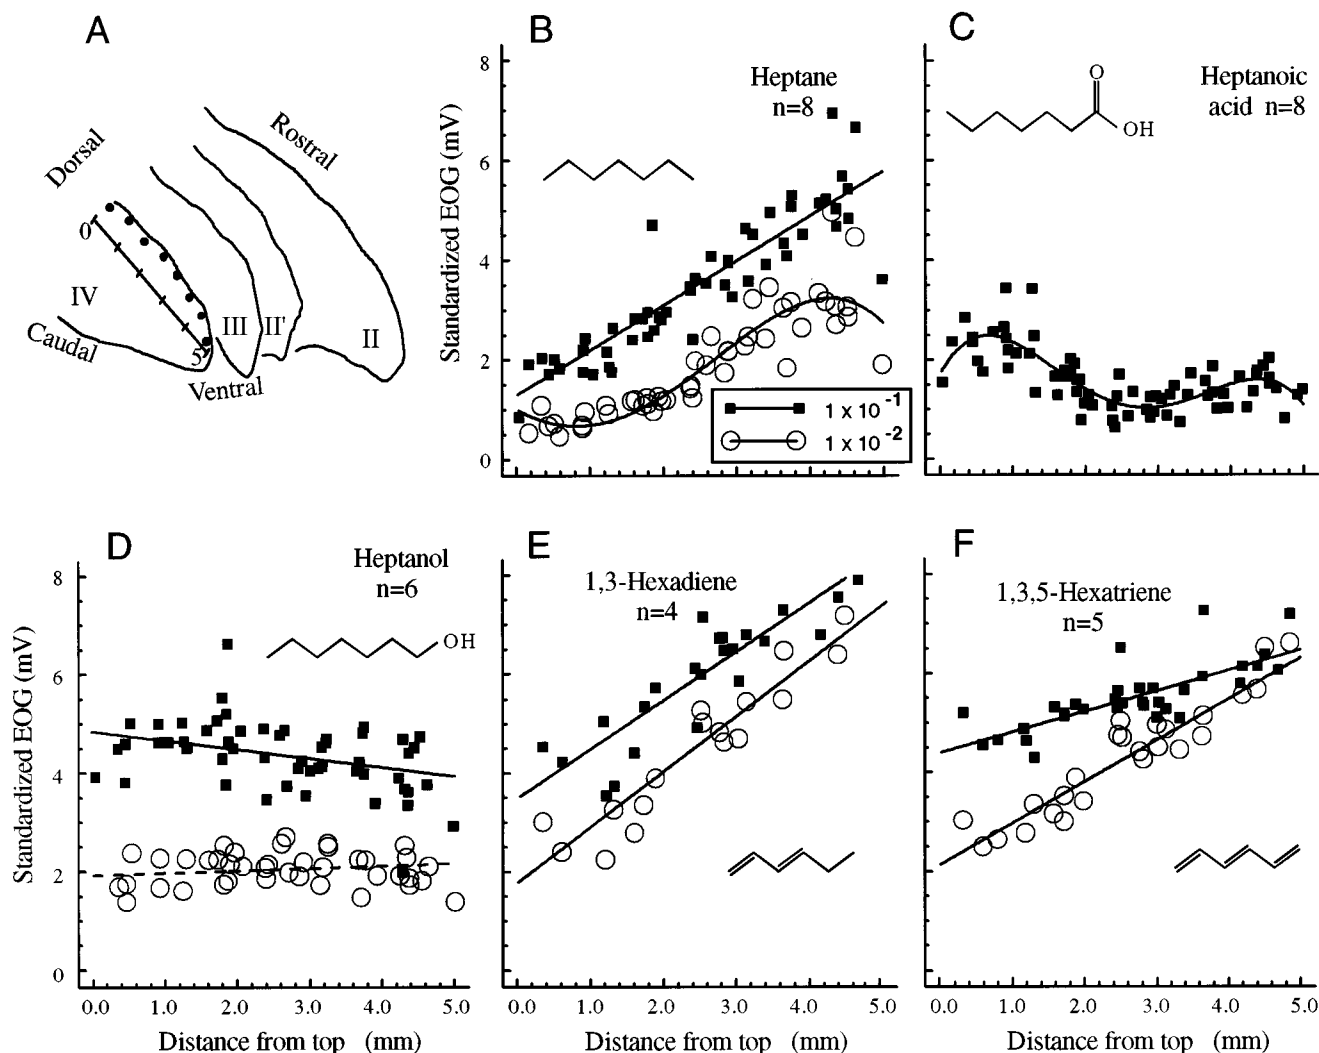 A
Dorsal
Rostral
0
IV
III
II'
II
Caudal
5
Ventral
B
Heptane
n=8
Standardized EOG (mV)
8
6
4
2
0
1 x 10⁻¹
1 x 10⁻²
C
Heptanoic
acid n=8
O
OH
D
Heptanol
n=6
OH
Standardized EOG (mV)
8
6
4
2
0
0.0 1.0 2.0 3.0 4.0 5.0
Distance from top (mm)
E
1,3-Hexadiene
n=4
0.0 1.0 2.0 3.0 4.0 5.0
Distance from top (mm)
F
1,3,5-Hexatriene
n=5
0.0 1.0 2.0 3.0 4.0 5.0
Distance from top (mm)